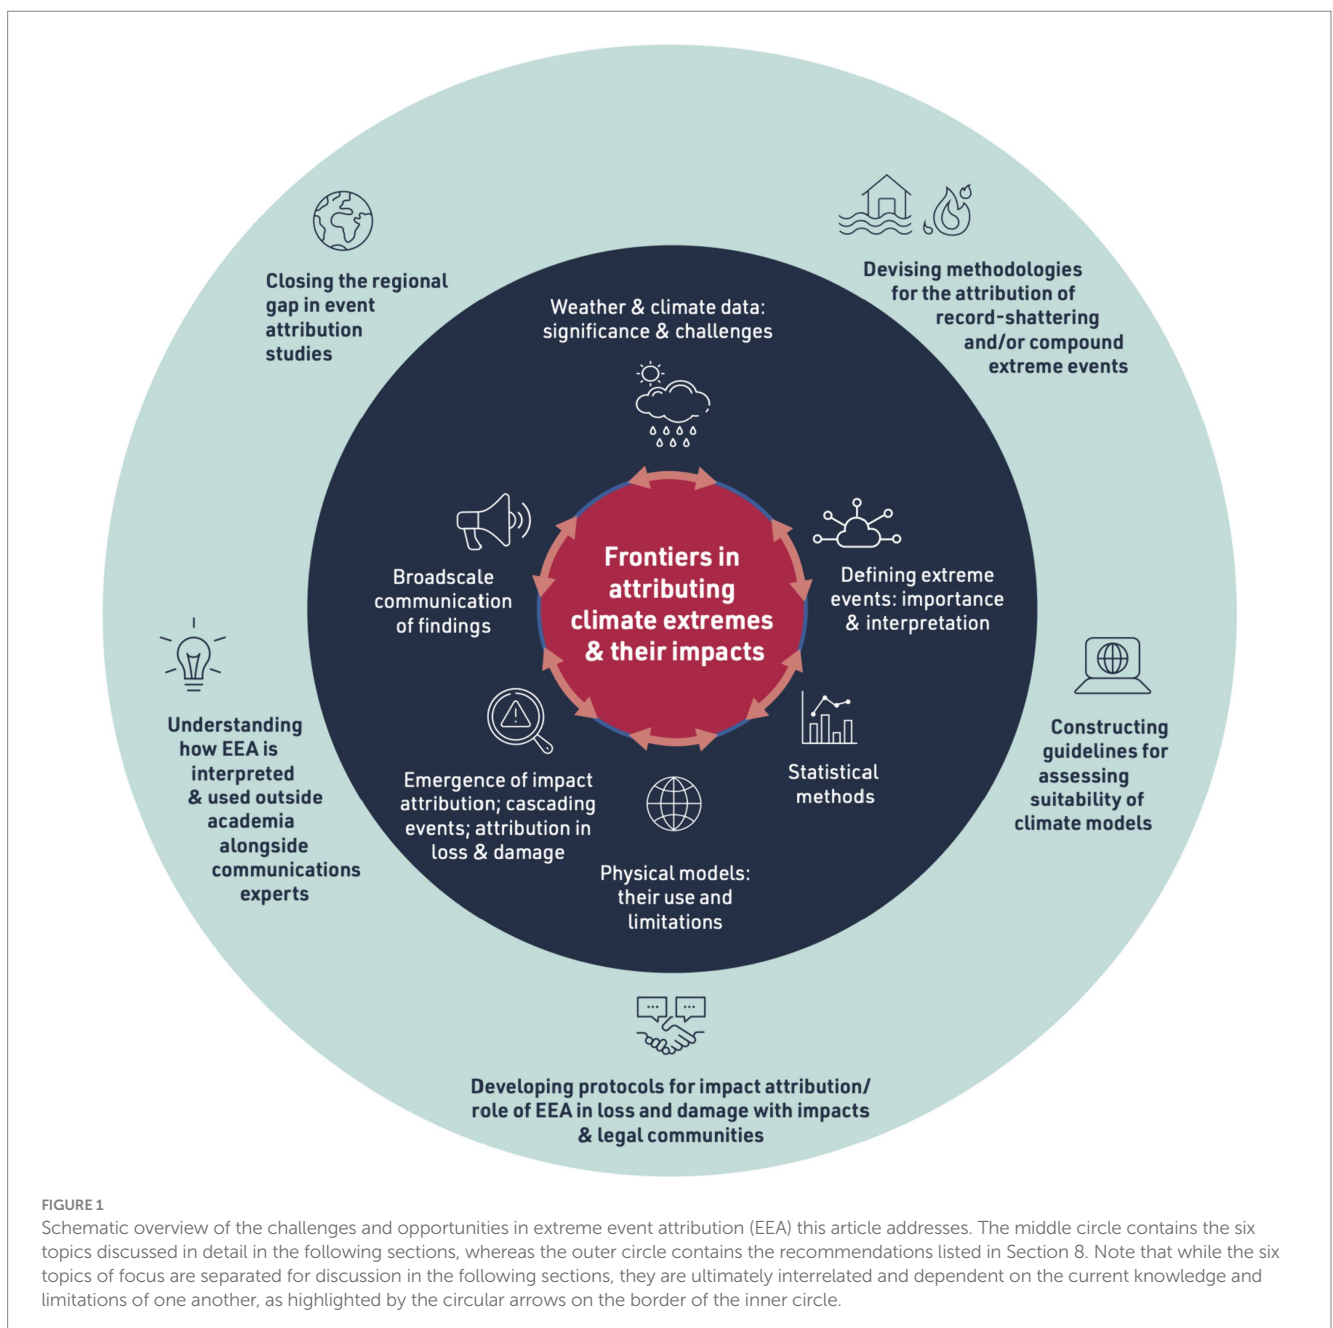 Closing the regional
gap in event
attribution
studies
Devising methodologies
for the attribution of
record-shattering
and/or compound
extreme events
Weather & climate data:
significance & challenges
Broadscale
communication
of findings
Frontiers in
attributing
climate extremes
& their impacts
Defining extreme
events: importance
& interpretation
Understanding
how EEA is
interpreted
& used outside
academia
alongside
communications
experts
Emergence of impact
attribution; cascading
events; attribution in
loss & damage
Physical models:
their use and
limitations
Statistical
methods
Constructing
guidelines for
assessing
suitability of
climate models
Developing protocols for impact attribution/
role of EEA in loss and damage with impacts
& legal communities
FIGURE 1
Schematic overview of the challenges and opportunities in extreme event attribution (EEA) this article addresses. The middle circle contains the six
topics discussed in detail in the following sections, whereas the outer circle contains the recommendations listed in Section 8. Note that while the six
topics of focus are separated for discussion in the following sections, they are ultimately interrelated and dependent on the current knowledge and
limitations of one another, as highlighted by the circular arrows on the border of the inner circle.